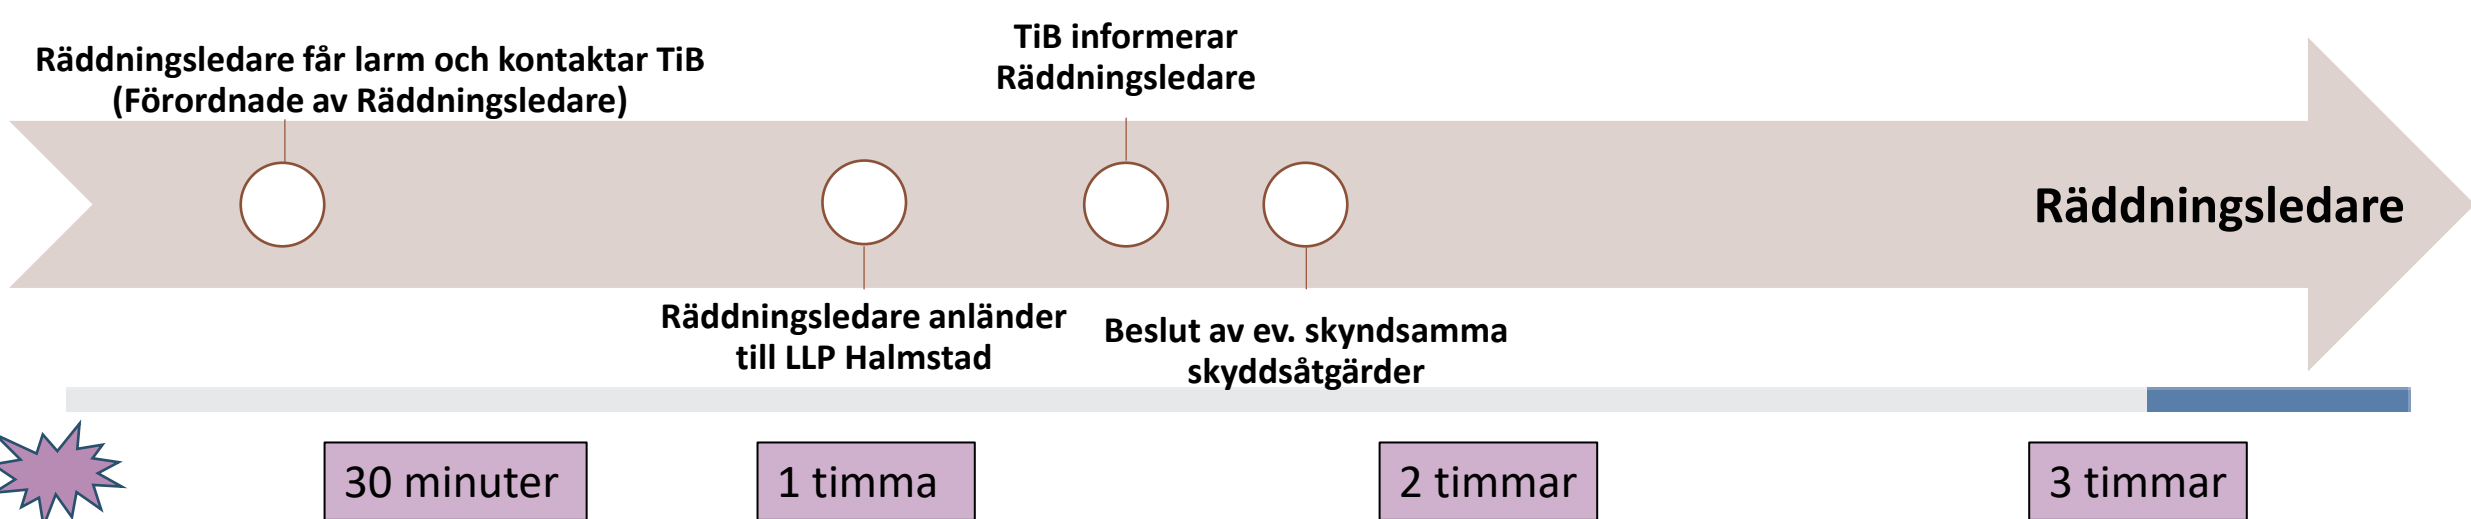 Räddningsledare får larm och kontaktar TiB
(Förordnade av Räddningsledare)
TiB informerar
Räddningsledare
Räddningsledare
Räddningsledare anländer
till LLP Halmstad
Beslut av ev. skyndsamma
skyddsåtgärder
30 minuter
1 timma
2 timmar
3 timmar